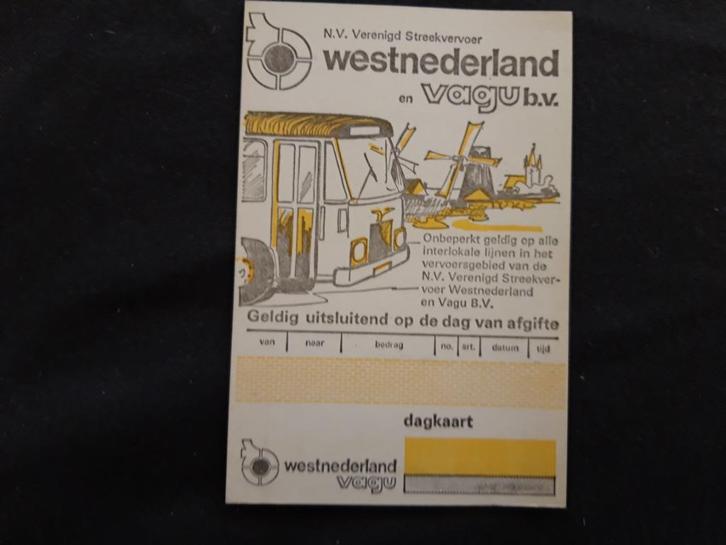 N.V. Verenigd Streekvervoer
westnederland
en vagu b.v.
Onbeperkt geldig op alle
interlokale lijnen in het
vervoersgebied van de
N.V. Verenigd Streekver-
voer Westnederland
en Vagu B.V.
Geldig uitsluitend op de dag van afgifte
van naar bedrag no. art. datum tijd
dagkaart
westnederland
vagu